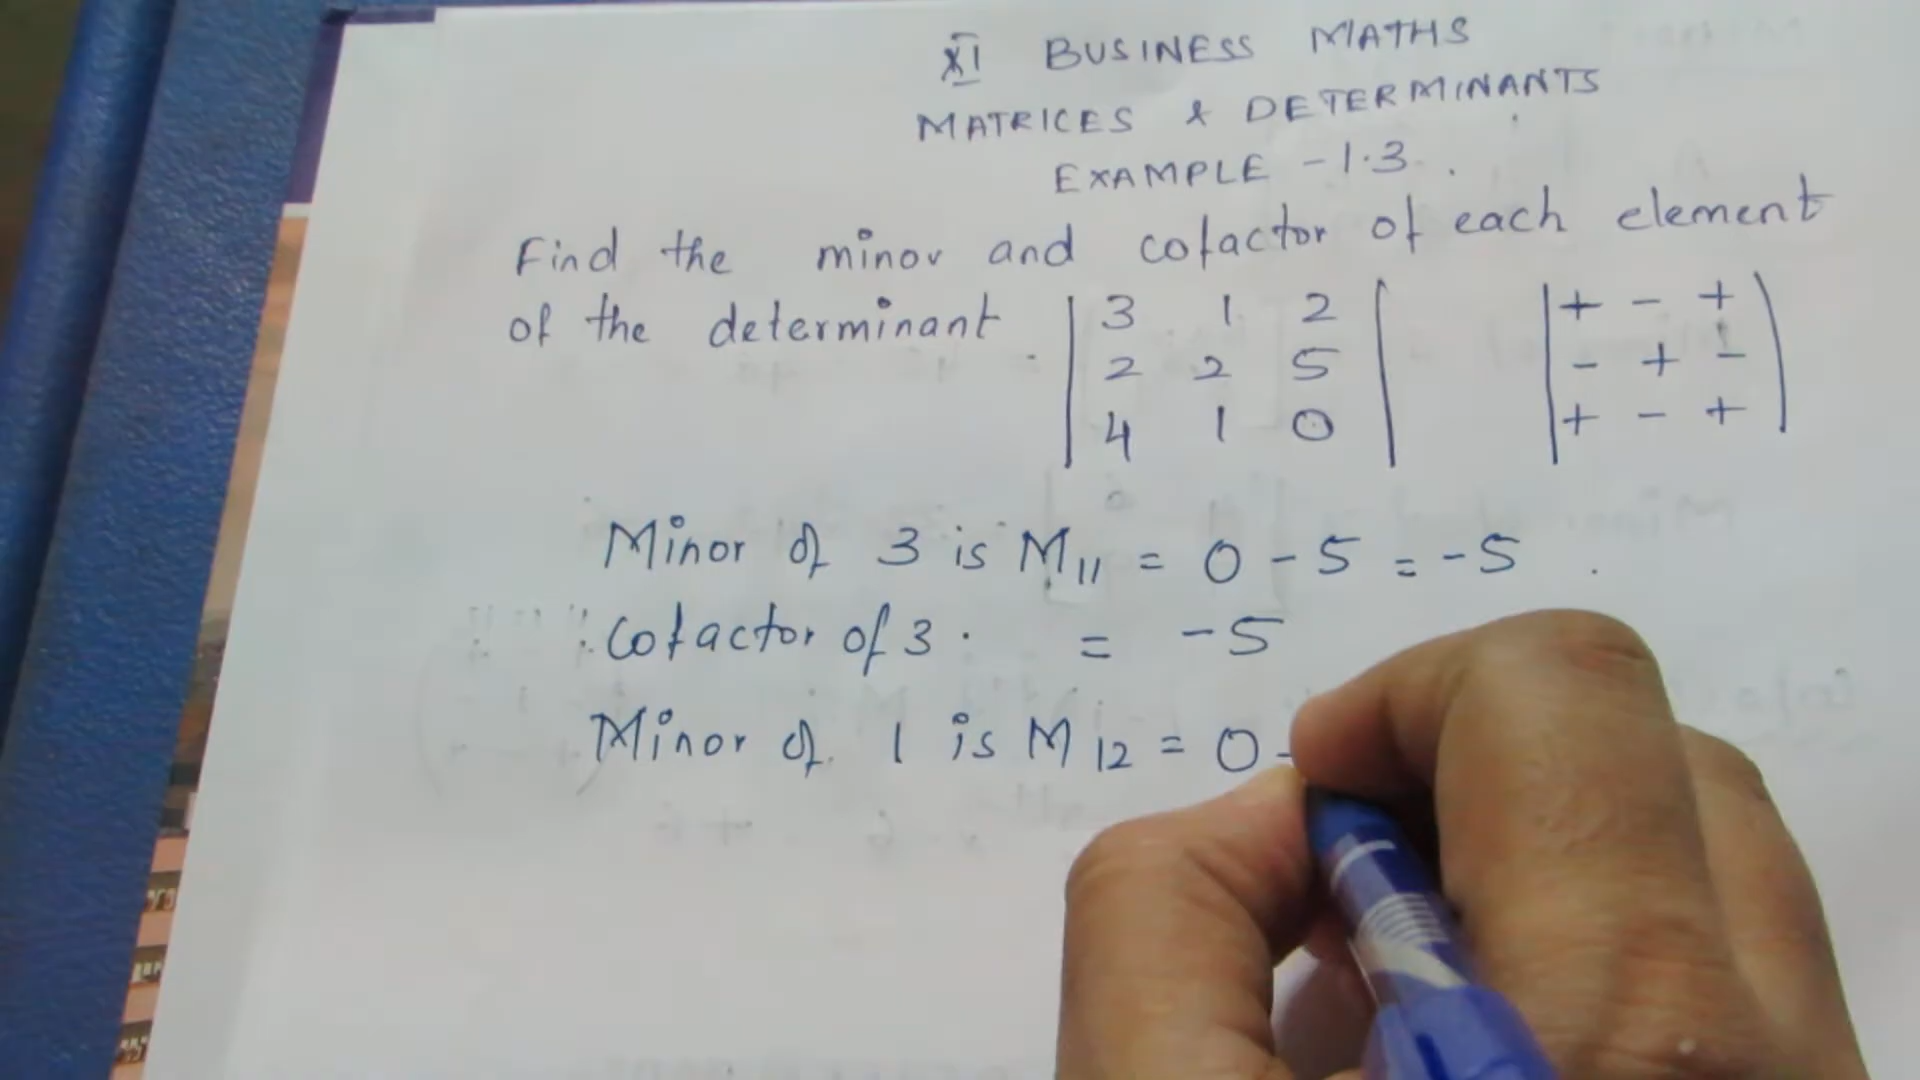 XI BUSINESS MATHS
MATRICES & DETERMINANTS
EXAMPLE - 1.3.
Find the minor and cofactor of each element
of the determinant | 3 1 2 | | + - + |
| 2 2 5 | | - + - |
| 4 1 0 | | + - + |
Minor of 3 is M11 = 0 - 5 = -5
Cofactor of 3 = -5
Minor of 1 is M12 = 0 -